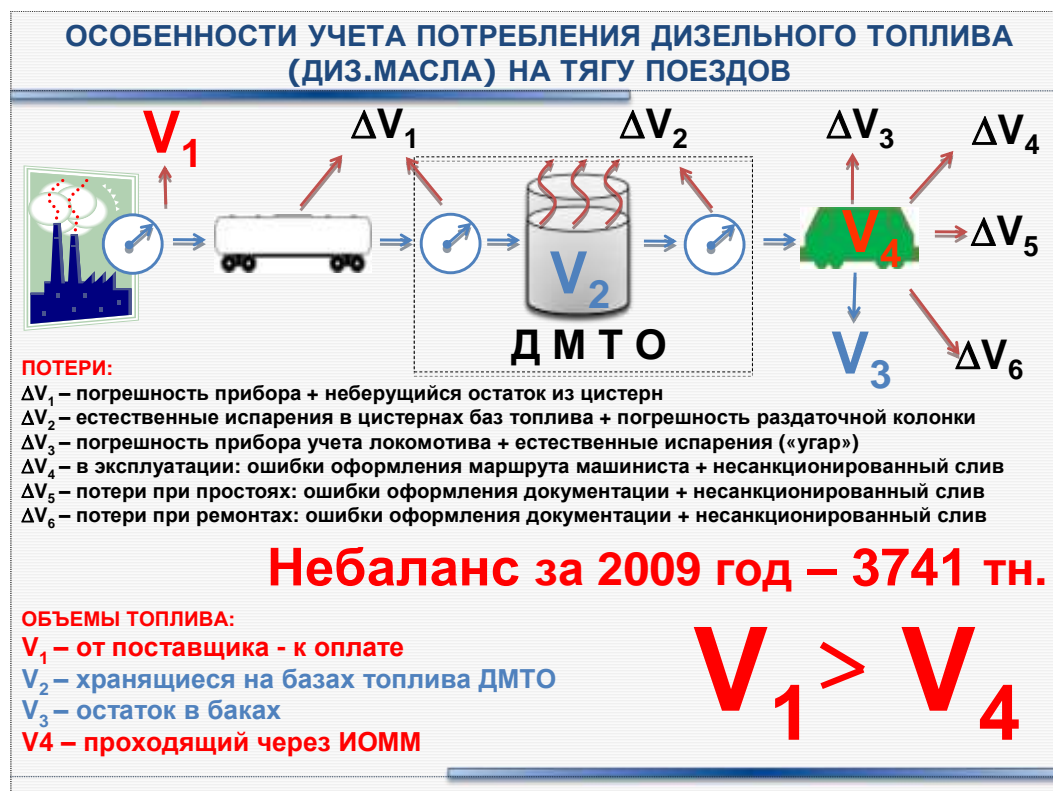 ОСОБЕННОСТИ УЧЕТА ПОТРЕБЛЕНИЯ ДИЗЕЛЬНОГО ТОПЛИВА
(ДИЗ.МАСЛА) НА ТЯГУ ПОЕЗДОВ
V1
ΔV1
ΔV2
ΔV3
ΔV4
V4
ΔV5
V2
Д М Т О
V3
ΔV6
ПОТЕРИ:
ΔV1 – погрешность прибора + неберущийся остаток из цистерн
ΔV2 – естественные испарения в цистернах баз топлива + погрешность раздаточной колонки
ΔV3 – погрешность прибора учета локомотива + естественные испарения («угар»)
ΔV4 – в эксплуатации: ошибки оформления маршрута машиниста + несанкционированный слив
ΔV5 – потери при простоях: ошибки оформления документации + несанкционированный слив
ΔV6 – потери при ремонтах: ошибки оформления документации + несанкционированный слив
Небаланс за 2009 год – 3741 тн.
ОБЪЕМЫ ТОПЛИВА:
V1 – от поставщика - к оплате
V2 – хранящиеся на базах топлива ДМТО
V3 – остаток в баках
V4 – проходящий через ИОММ
V1 > V4